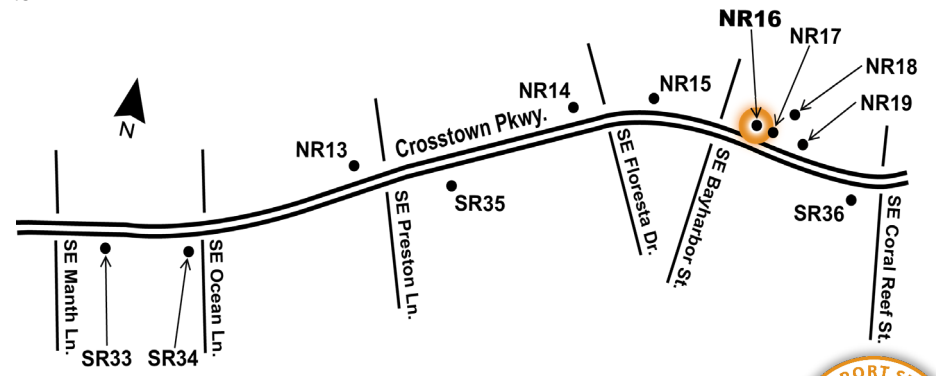 NR16
NR17
NR18
NR19
NR15
NR14
Crosstown Pkwy.
NR13
N
SR35
SR36
SE Manth Ln.
SE Ocean Ln.
SE Preston Ln.
SE Floresta Dr.
SE Bayharbor St.
SE Coral Reef St.
SR33
SR34